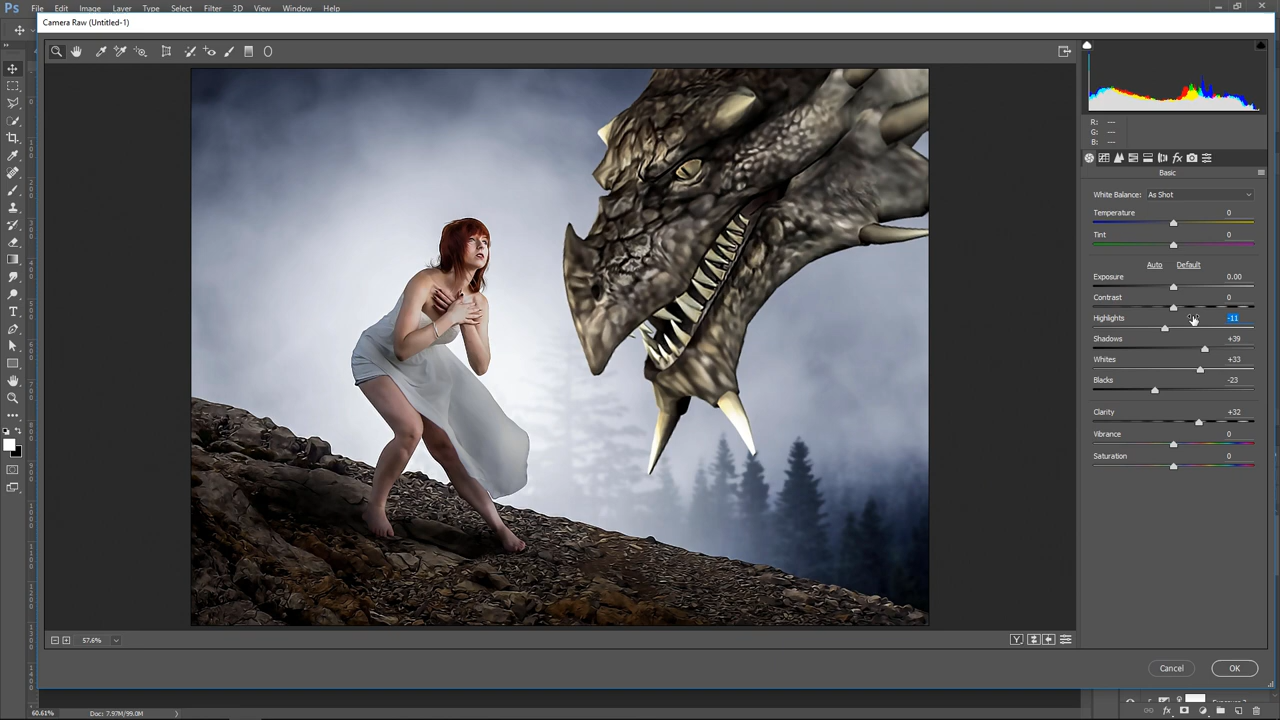 Ps File Edit Image Layer Type Select Filter 3D View Window Help
Camera Raw (Untitled-1)
R: ---
G: ---
B: ---
Basic
White Balance: As Shot
Temperature 0
Tint 0
Auto Default
Exposure 0.00
Contrast 0
Highlights -11
Shadows +39
Whites +33
Blacks -23
Clarity +32
Vibrance 0
Saturation 0
57.6%
Y
Cancel OK
60.61% Doc: 7.97M/99.0M